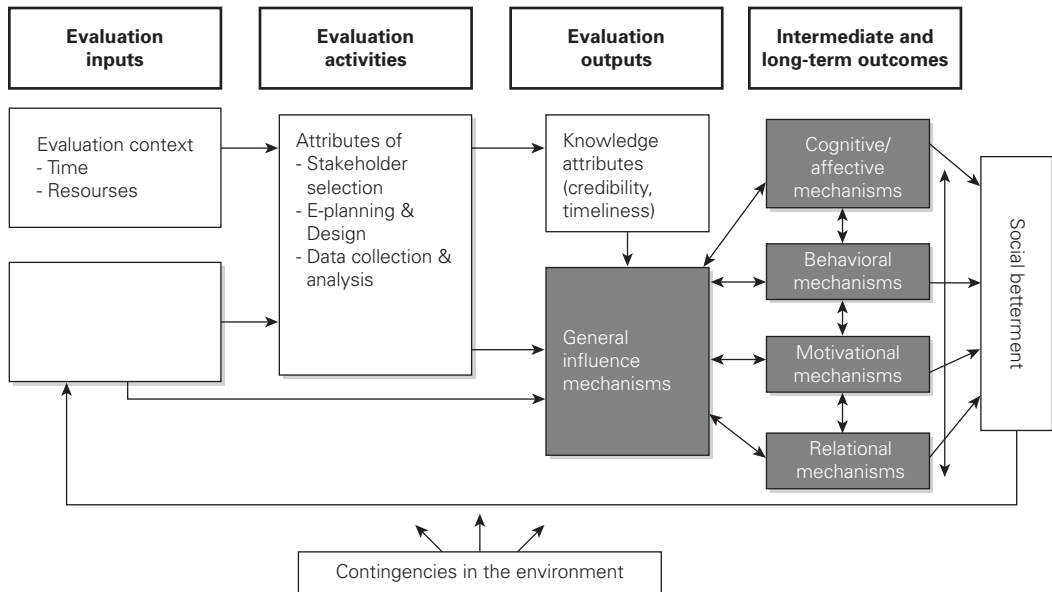 Evaluation
inputs
Evaluation
activities
Evaluation
outputs
Intermediate and
long-term outcomes
Evaluation context
- Time
- Resourses
Attributes of
- Stakeholder
selection
- E-planning &
Design
- Data collection &
analysis
Knowledge
attributes
(credibility,
timeliness)
General
influence
mechanisms
Cognitive/
affective
mechanisms
Behavioral
mechanisms
Motivational
mechanisms
Relational
mechanisms
Social betterment
Contingencies in the environment